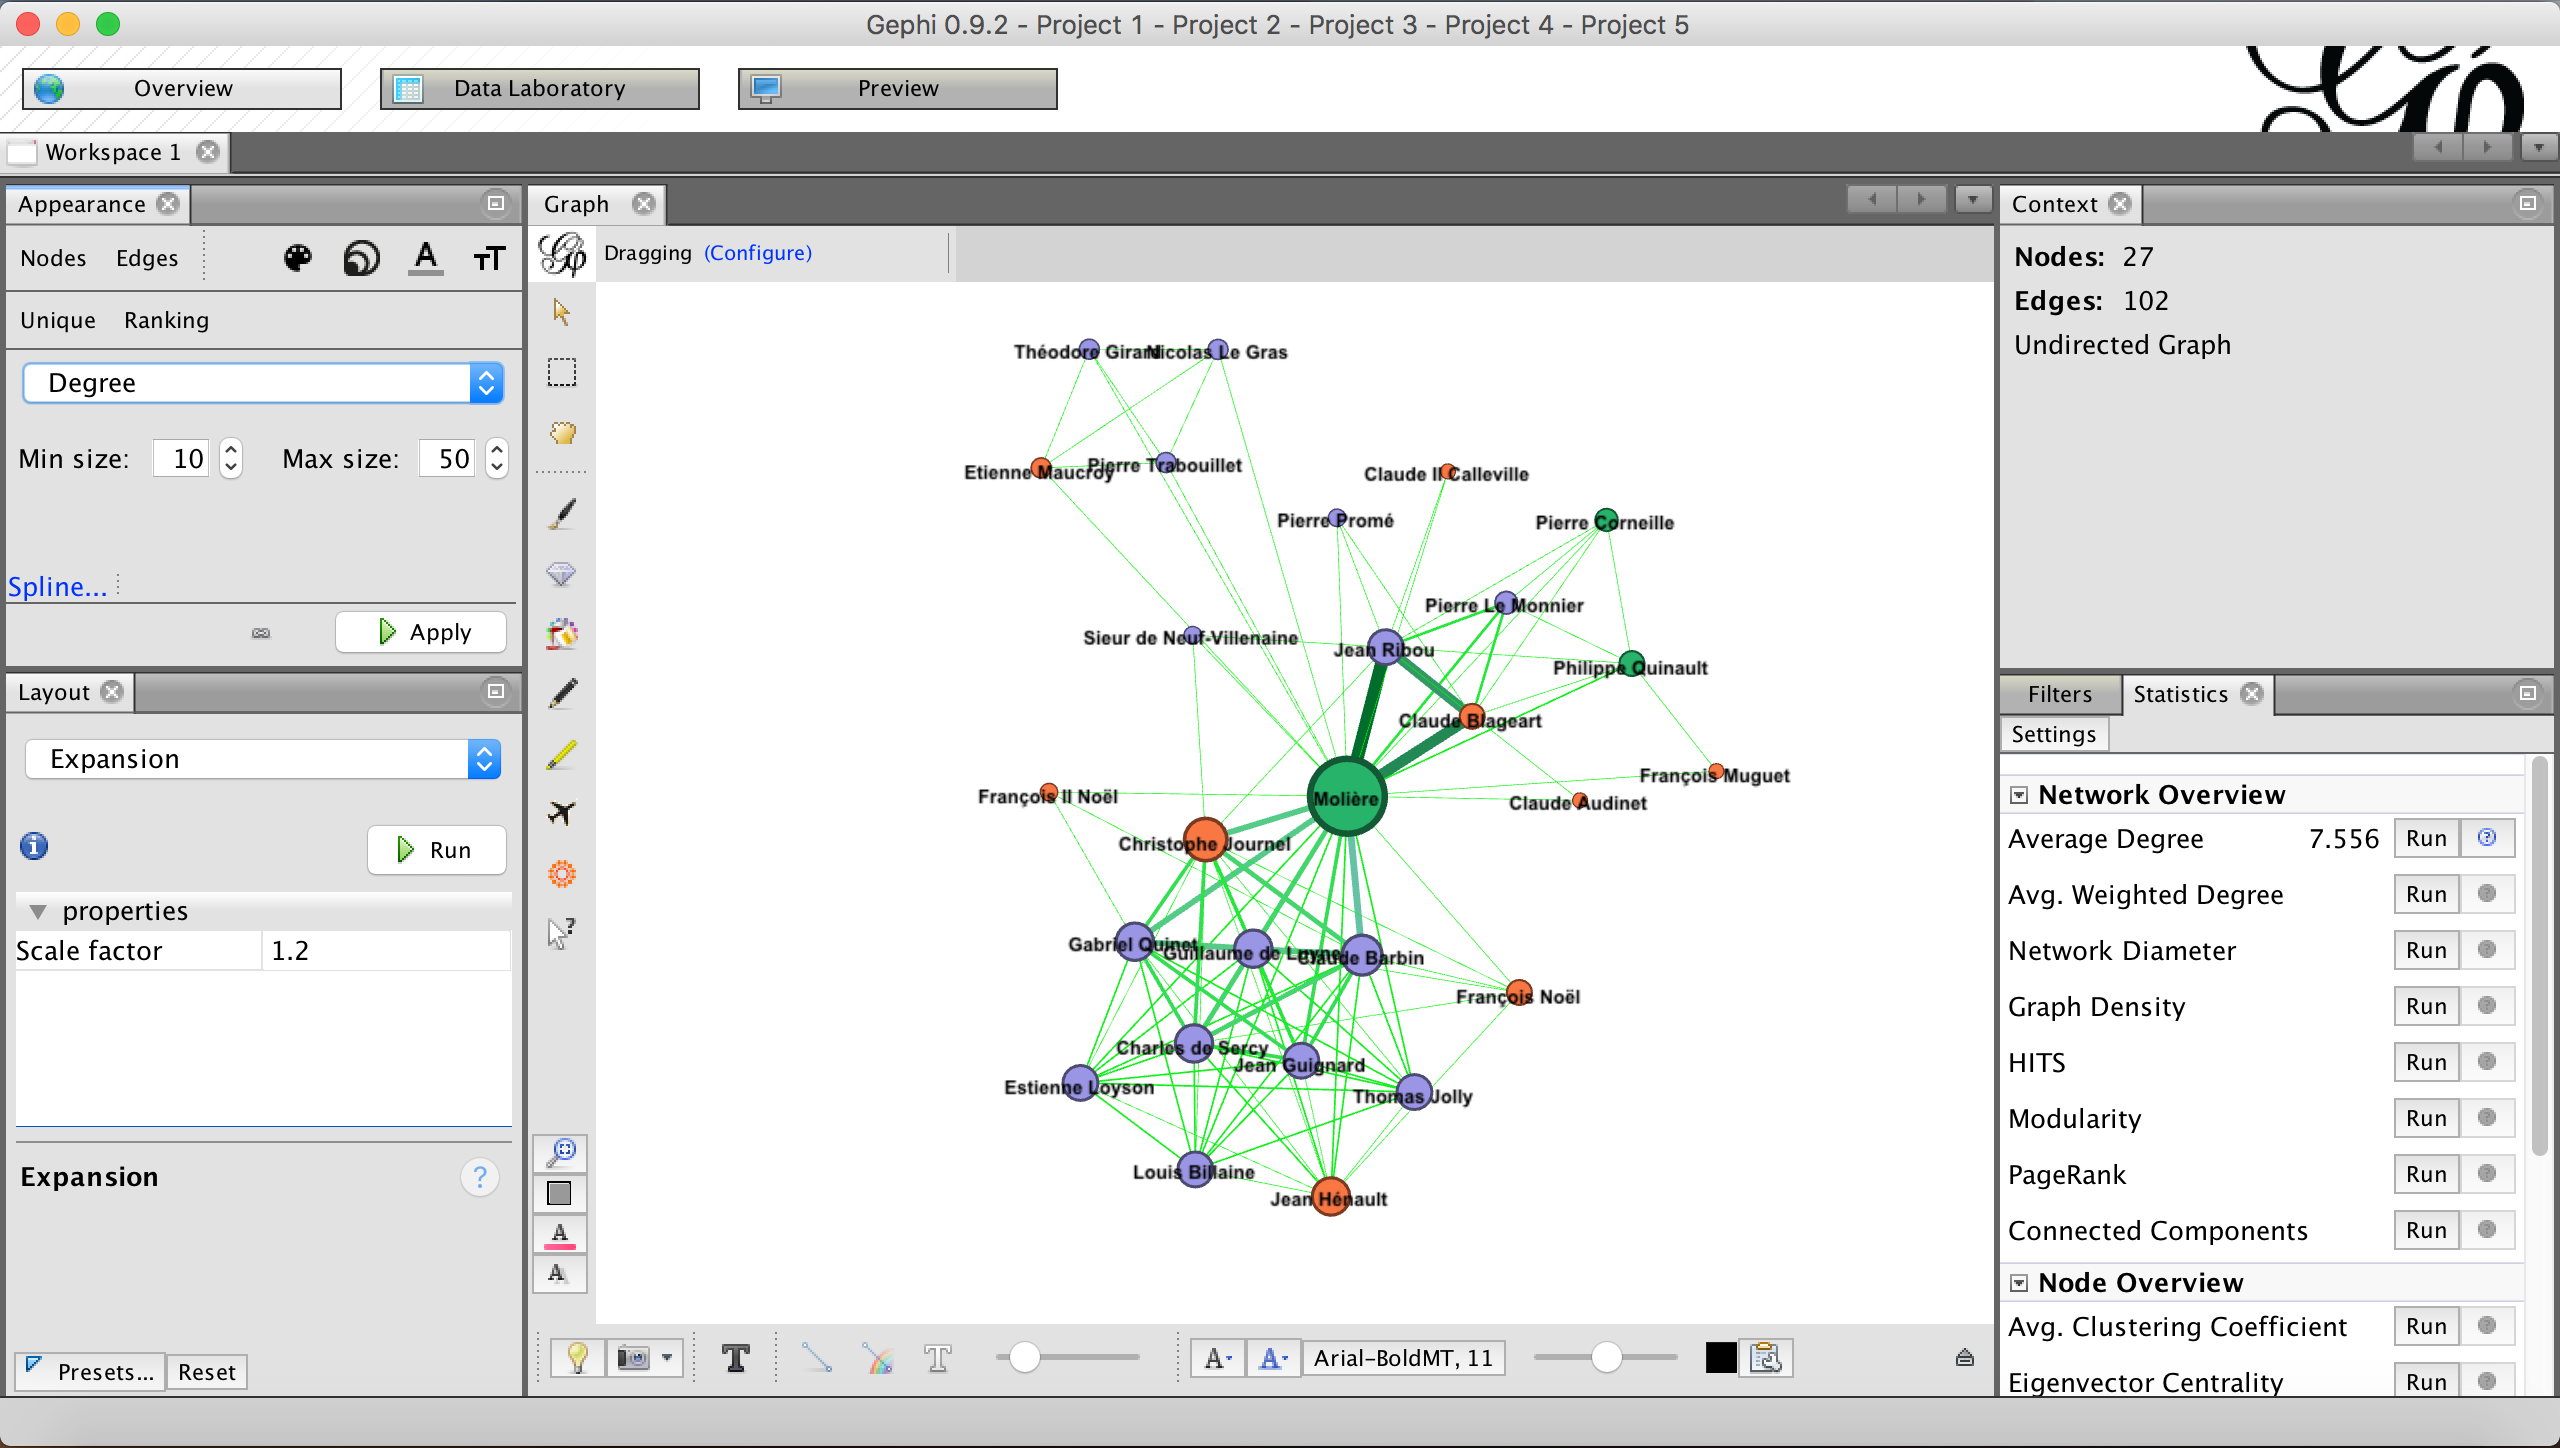 Gephi 0.9.2 - Project 1 - Project 2 - Project 3 - Project 4 - Project 5
Overview
Data Laboratory
Preview
Workspace 1
Appearance
Nodes Edges
Unique Ranking
Degree
Min size: 10 Max size: 50
Spline...
Apply
Layout
Expansion
Run
properties
Scale factor 1.2
Expansion
Presets... Reset
Graph
Dragging (Configure)
Théodore Girard Nicolas Le Gras
Etienne Maucroy Pierre Trabouillet
Claude II Calleville
Pierre Promé
Pierre Corneille
Pierre Le Monnier
Sieur de Neuf-Villenaine
Jean Ribou
Philippe Quinault
Claude Blageart
François Muguet
François II Noël
Molière
Claude Audinet
Christophe Journel
Gabriel Quinet Guillaume de Luyne Claude Barbin
François Noël
Charles de Sercy
Jean Guignard
Estienne Loyson
Thomas Jolly
Louis Billaine
Jean Hénault
Arial-BoldMT, 11
Context
Nodes: 27
Edges: 102
Undirected Graph
Filters Statistics
Settings
Network Overview
Average Degree 7.556 Run
Avg. Weighted Degree Run
Network Diameter Run
Graph Density Run
HITS Run
Modularity Run
PageRank Run
Connected Components Run
Node Overview
Avg. Clustering Coefficient Run
Eigenvector Centrality Run